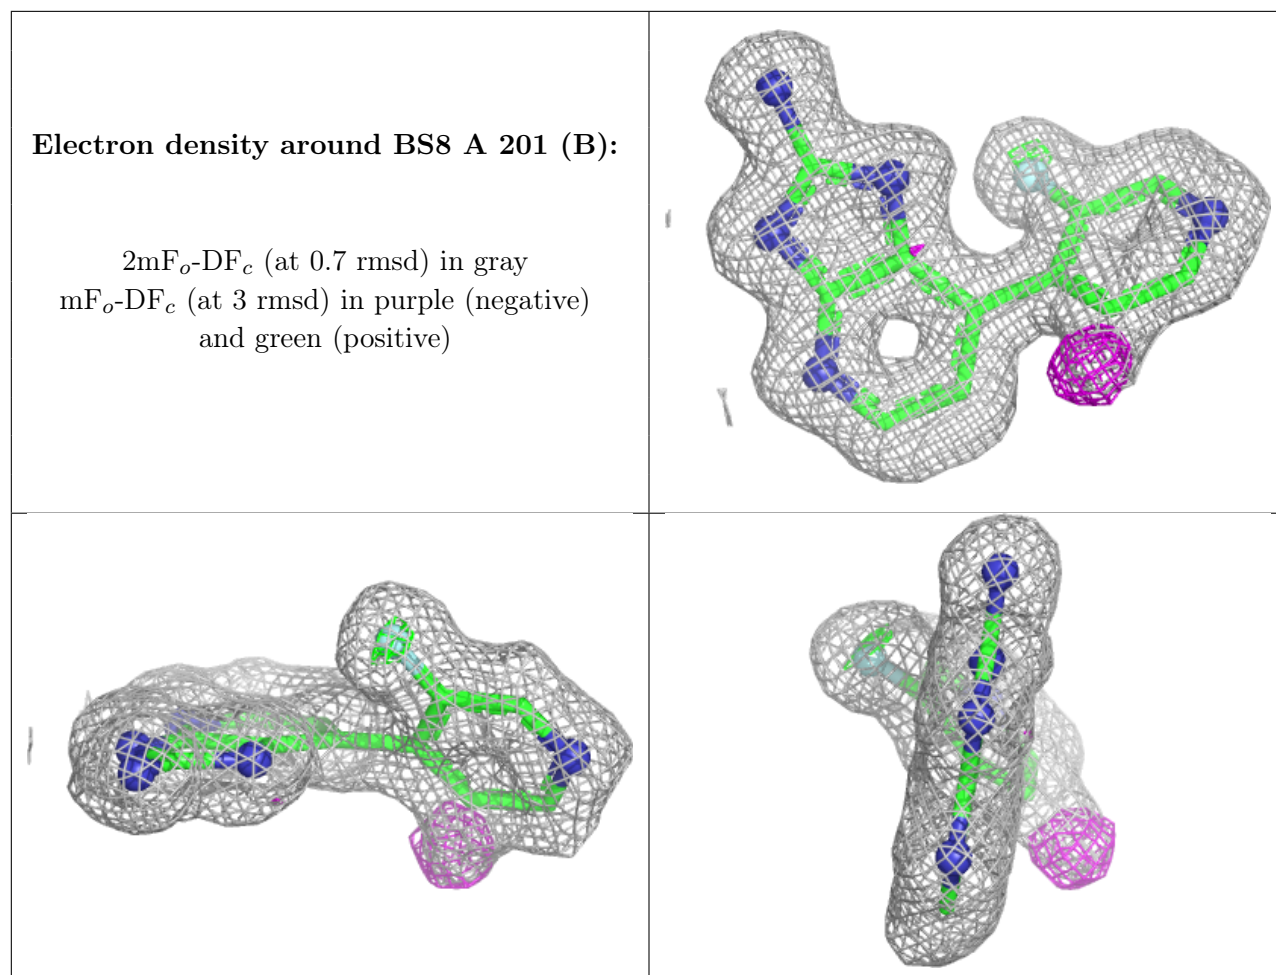 Electron density around BS8 A 201 (B):
2mFo-DFc (at 0.7 rmsd) in gray
mFo-DFc (at 3 rmsd) in purple (negative)
and green (positive)